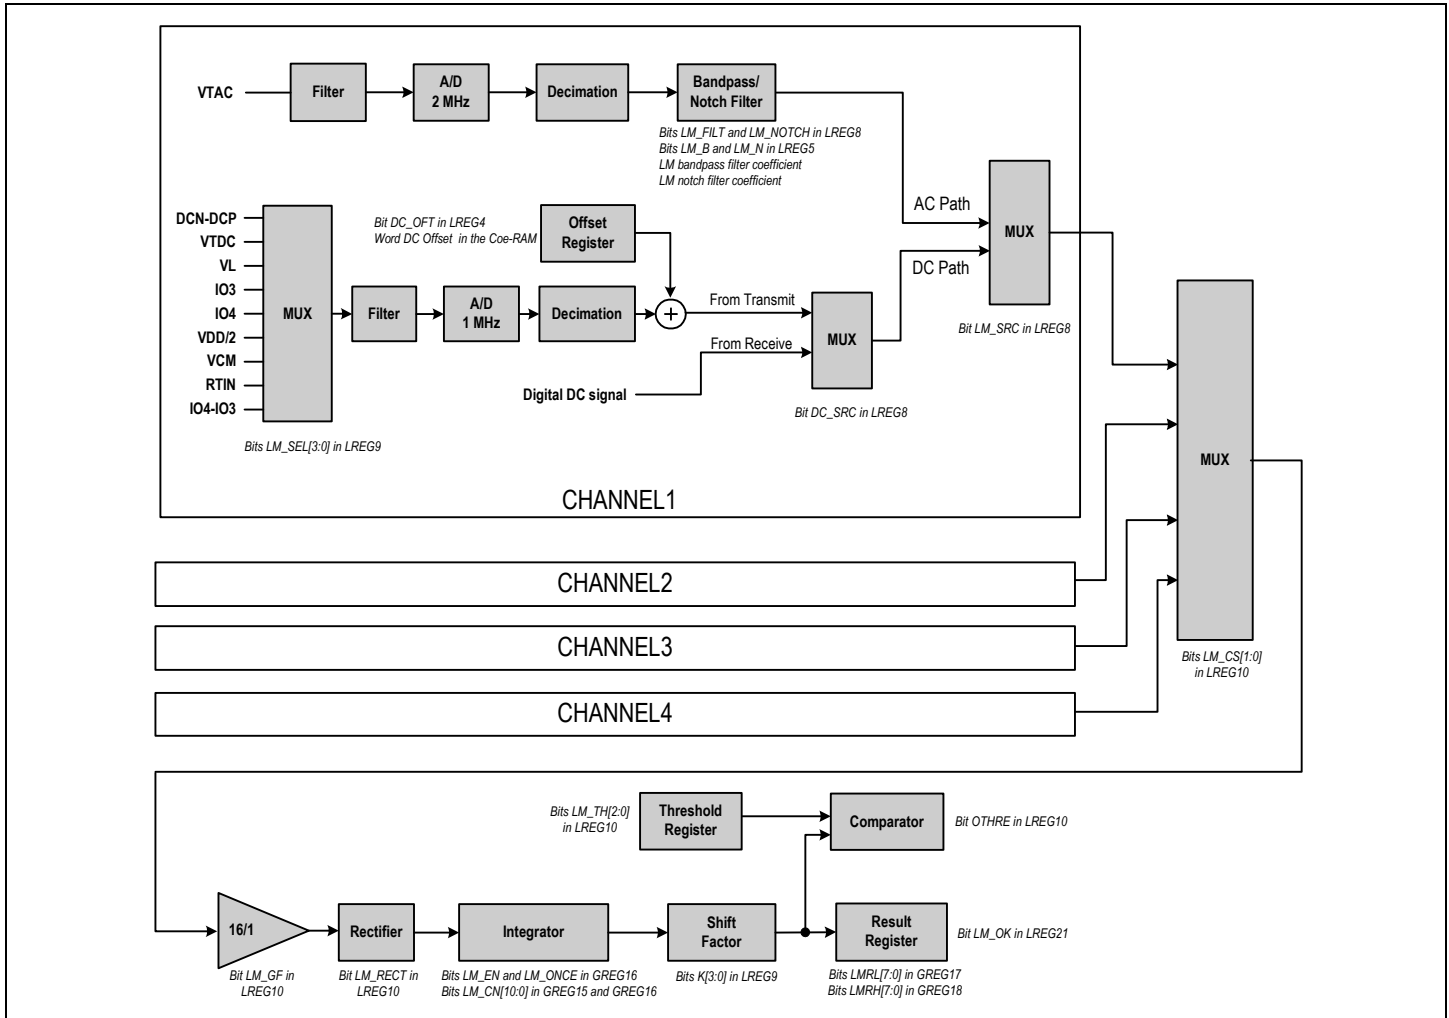 VTAC
Filter
A/D
2 MHz
Decimation
Bandpass/
Notch Filter
Bits LM_FILT and LM_NOTCH in LREG8
Bits LM_B and LM_N in LREG5
LM bandpass filter coefficient
LM notch filter coefficient
AC Path
MUX
DC Path
Bit LM_SRC in LREG8
DCN-DCP
VTDC
VL
IO3
IO4
VDD/2
VCM
RTIN
IO4-IO3
MUX
Bits LM_SEL[3:0] in LREG9
Bit DC_OFT in LREG4
Word DC Offset in the Coe-RAM
Offset
Register
Filter
A/D
1 MHz
Decimation
+
From Transmit
From Receive
Digital DC signal
MUX
Bit DC_SRC in LREG8
CHANNEL1
MUX
Bits LM_CS[1:0]
in LREG10
CHANNEL2
CHANNEL3
CHANNEL4
Bits LM_TH[2:0]
in LREG10
Threshold
Register
Comparator
Bit OTHRE in LREG10
16/1
Bit LM_GF in
LREG10
Rectifier
Bit LM_RECT in
LREG10
Integrator
Bits LM_EN and LM_ONCE in GREG16
Bits LM_CN[10:0] in GREG15 and GREG16
Shift
Factor
Bits K[3:0] in LREG9
Result
Register
Bit LM_OK in LREG21
Bits LMRL[7:0] in GREG17
Bits LMRH[7:0] in GREG18